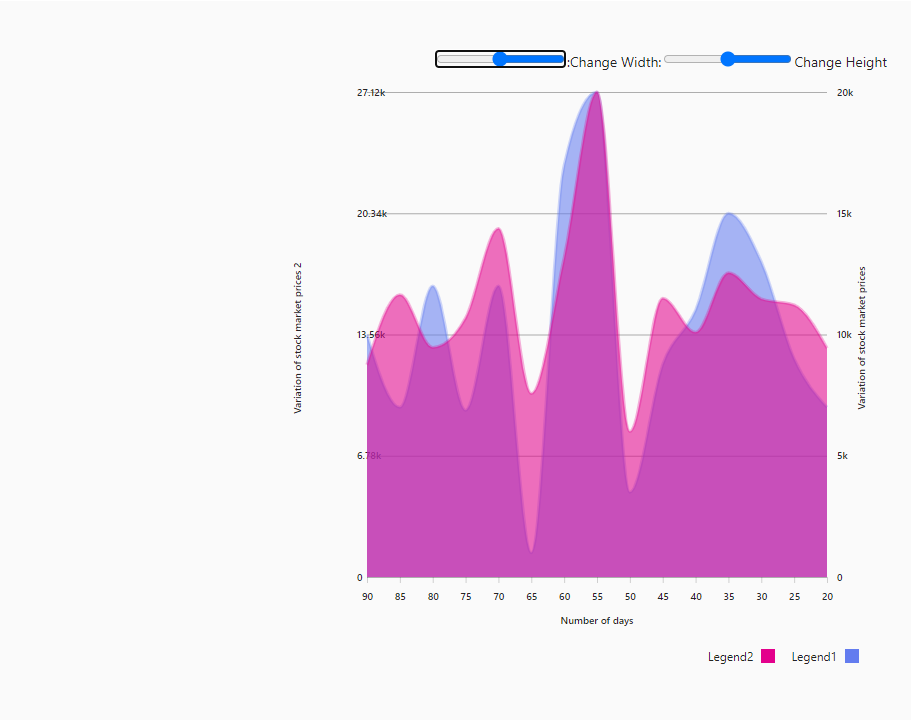 :Change Width: Change Height
27.12k 20k
20.34k 15k
13.56k 10k
6.78k 5k
0 0
Variation of stock market prices 2
Variation of stock market prices
90 85 80 75 70 65 60 55 50 45 40 35 30 25 20
Number of days
Legend2 Legend1